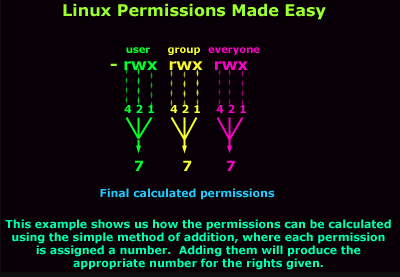 Linux Permissions Made Easy
user group everyone
- rwx rwx rwx
4 2 1 4 2 1 4 2 1
7 7 7
Final calculated permissions
This example shows us how the permissions can be calculated
using the simple method of addition, where each permission
is assigned a number. Adding them will produce the
appropriate number for the rights given.